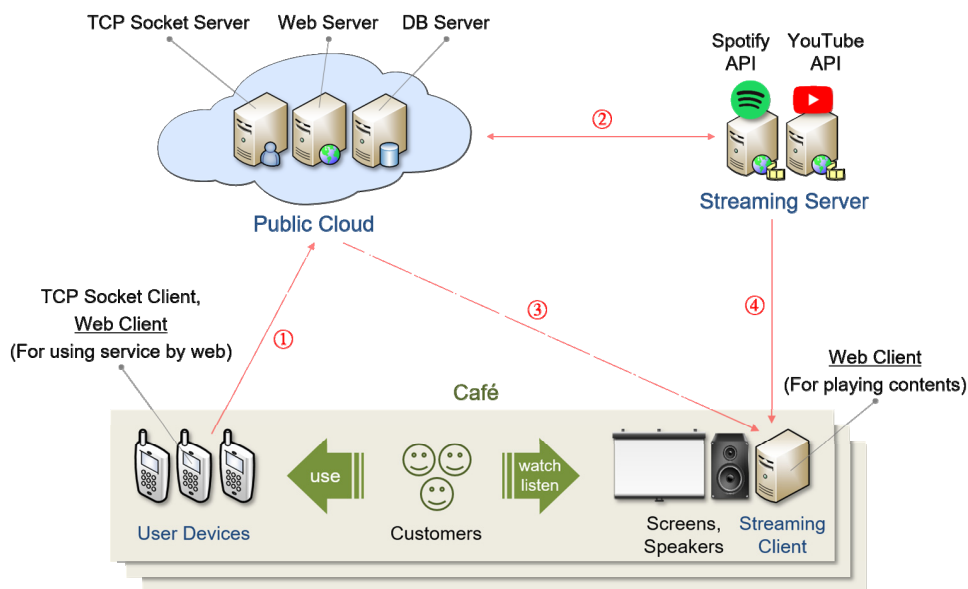 TCP Socket Server
Web Server
DB Server
Spotify
API
YouTube
API
②
Public Cloud
Streaming Server
TCP Socket Client,
Web Client
(For using service by web)
①
③
④
Web Client
(For playing contents)
Café
use
watch
listen
User Devices
Customers
Screens,
Speakers
Streaming
Client